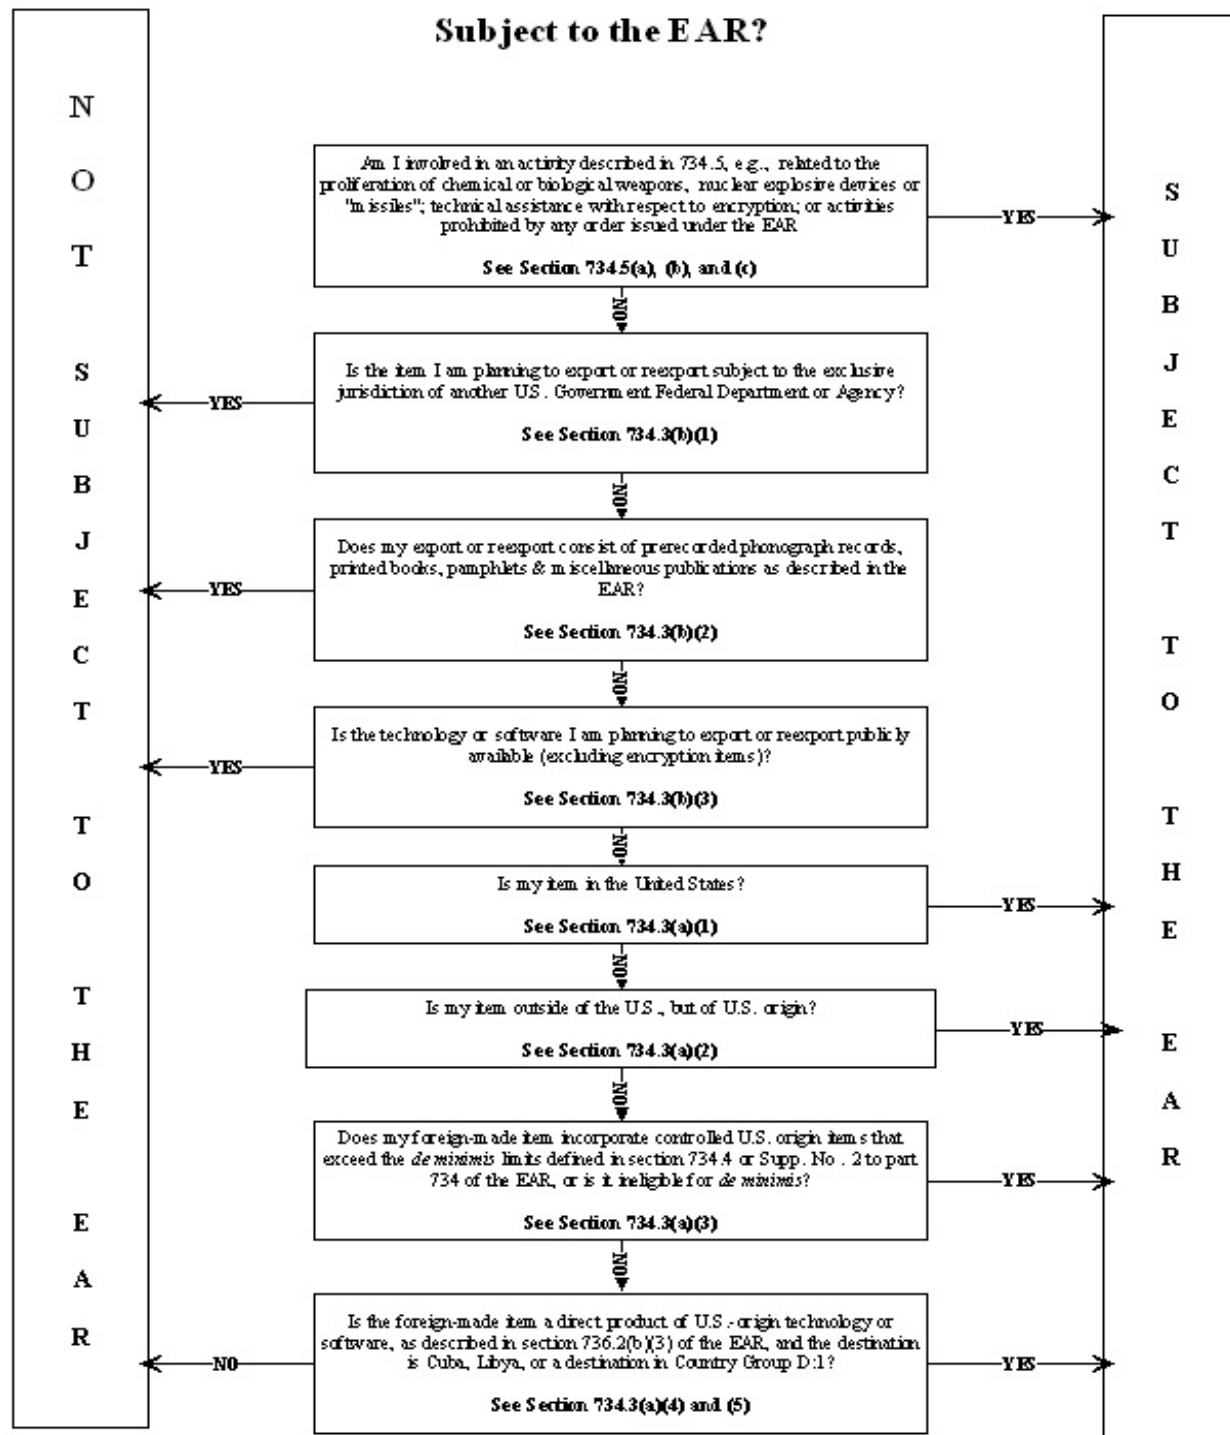 Subject to the EAR?
NOT SUBJECT TO THE EAR
Am I involved in an activity described in 734.5, e.g., related to the
proliferation of chemical or biological weapons, nuclear explosive devices or
"missiles"; technical assistance with respect to encryption; or activities
prohibited by any order issued under the EAR
See Section 734.5(a), (b), and (c)
YES
NO
Is the item I am planning to export or reexport subject to the exclusive
jurisdiction of another U.S. Government Federal Department or Agency?
See Section 734.3(b)(1)
YES
NO
Does my export or reexport consist of prerecorded phonograph records,
printed books, pamphlets & miscellaneous publications as described in the
EAR?
See Section 734.3(b)(2)
YES
NO
Is the technology or software I am planning to export or reexport publicly
available (excluding encryption items)?
See Section 734.3(b)(3)
YES
NO
Is my item in the United States?
See Section 734.3(a)(1)
YES
NO
Is my item outside of the U.S., but of U.S. origin?
See Section 734.3(a)(2)
YES
NO
Does my foreign-made item incorporate controlled U.S. origin items that
exceed the de minimis limits defined in section 734.4 or Supp. No. 2 to part
734 of the EAR, or is it ineligible for de minimis?
See Section 734.3(a)(3)
YES
NO
Is the foreign-made item a direct product of U.S.-origin technology or
software, as described in section 736.2(b)(3) of the EAR, and the destination
is Cuba, Libya, or a destination in Country Group D:1?
See Section 734.3(a)(4) and (5)
NO
YES
SUBJECT TO THE EAR